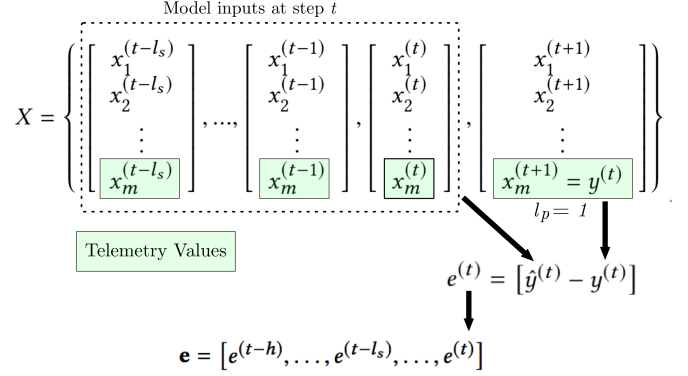 Model inputs at step t
X = { [ x_1^(t−l_s) x_2^(t−l_s) ⋮ x_m^(t−l_s) ] , ..., [ x_1^(t−1) x_2^(t−1) ⋮ x_m^(t−1) ] , [ x_1^(t) x_2^(t) ⋮ x_m^(t) ] , [ x_1^(t+1) x_2^(t+1) ⋮ x_m^(t+1) = y^(t) ] }
l_p = 1
Telemetry Values
e^(t) = [ŷ^(t) − y^(t)]
𝐞 = [e^(t−h), . . . , e^(t−l_s), . . . , e^(t)]